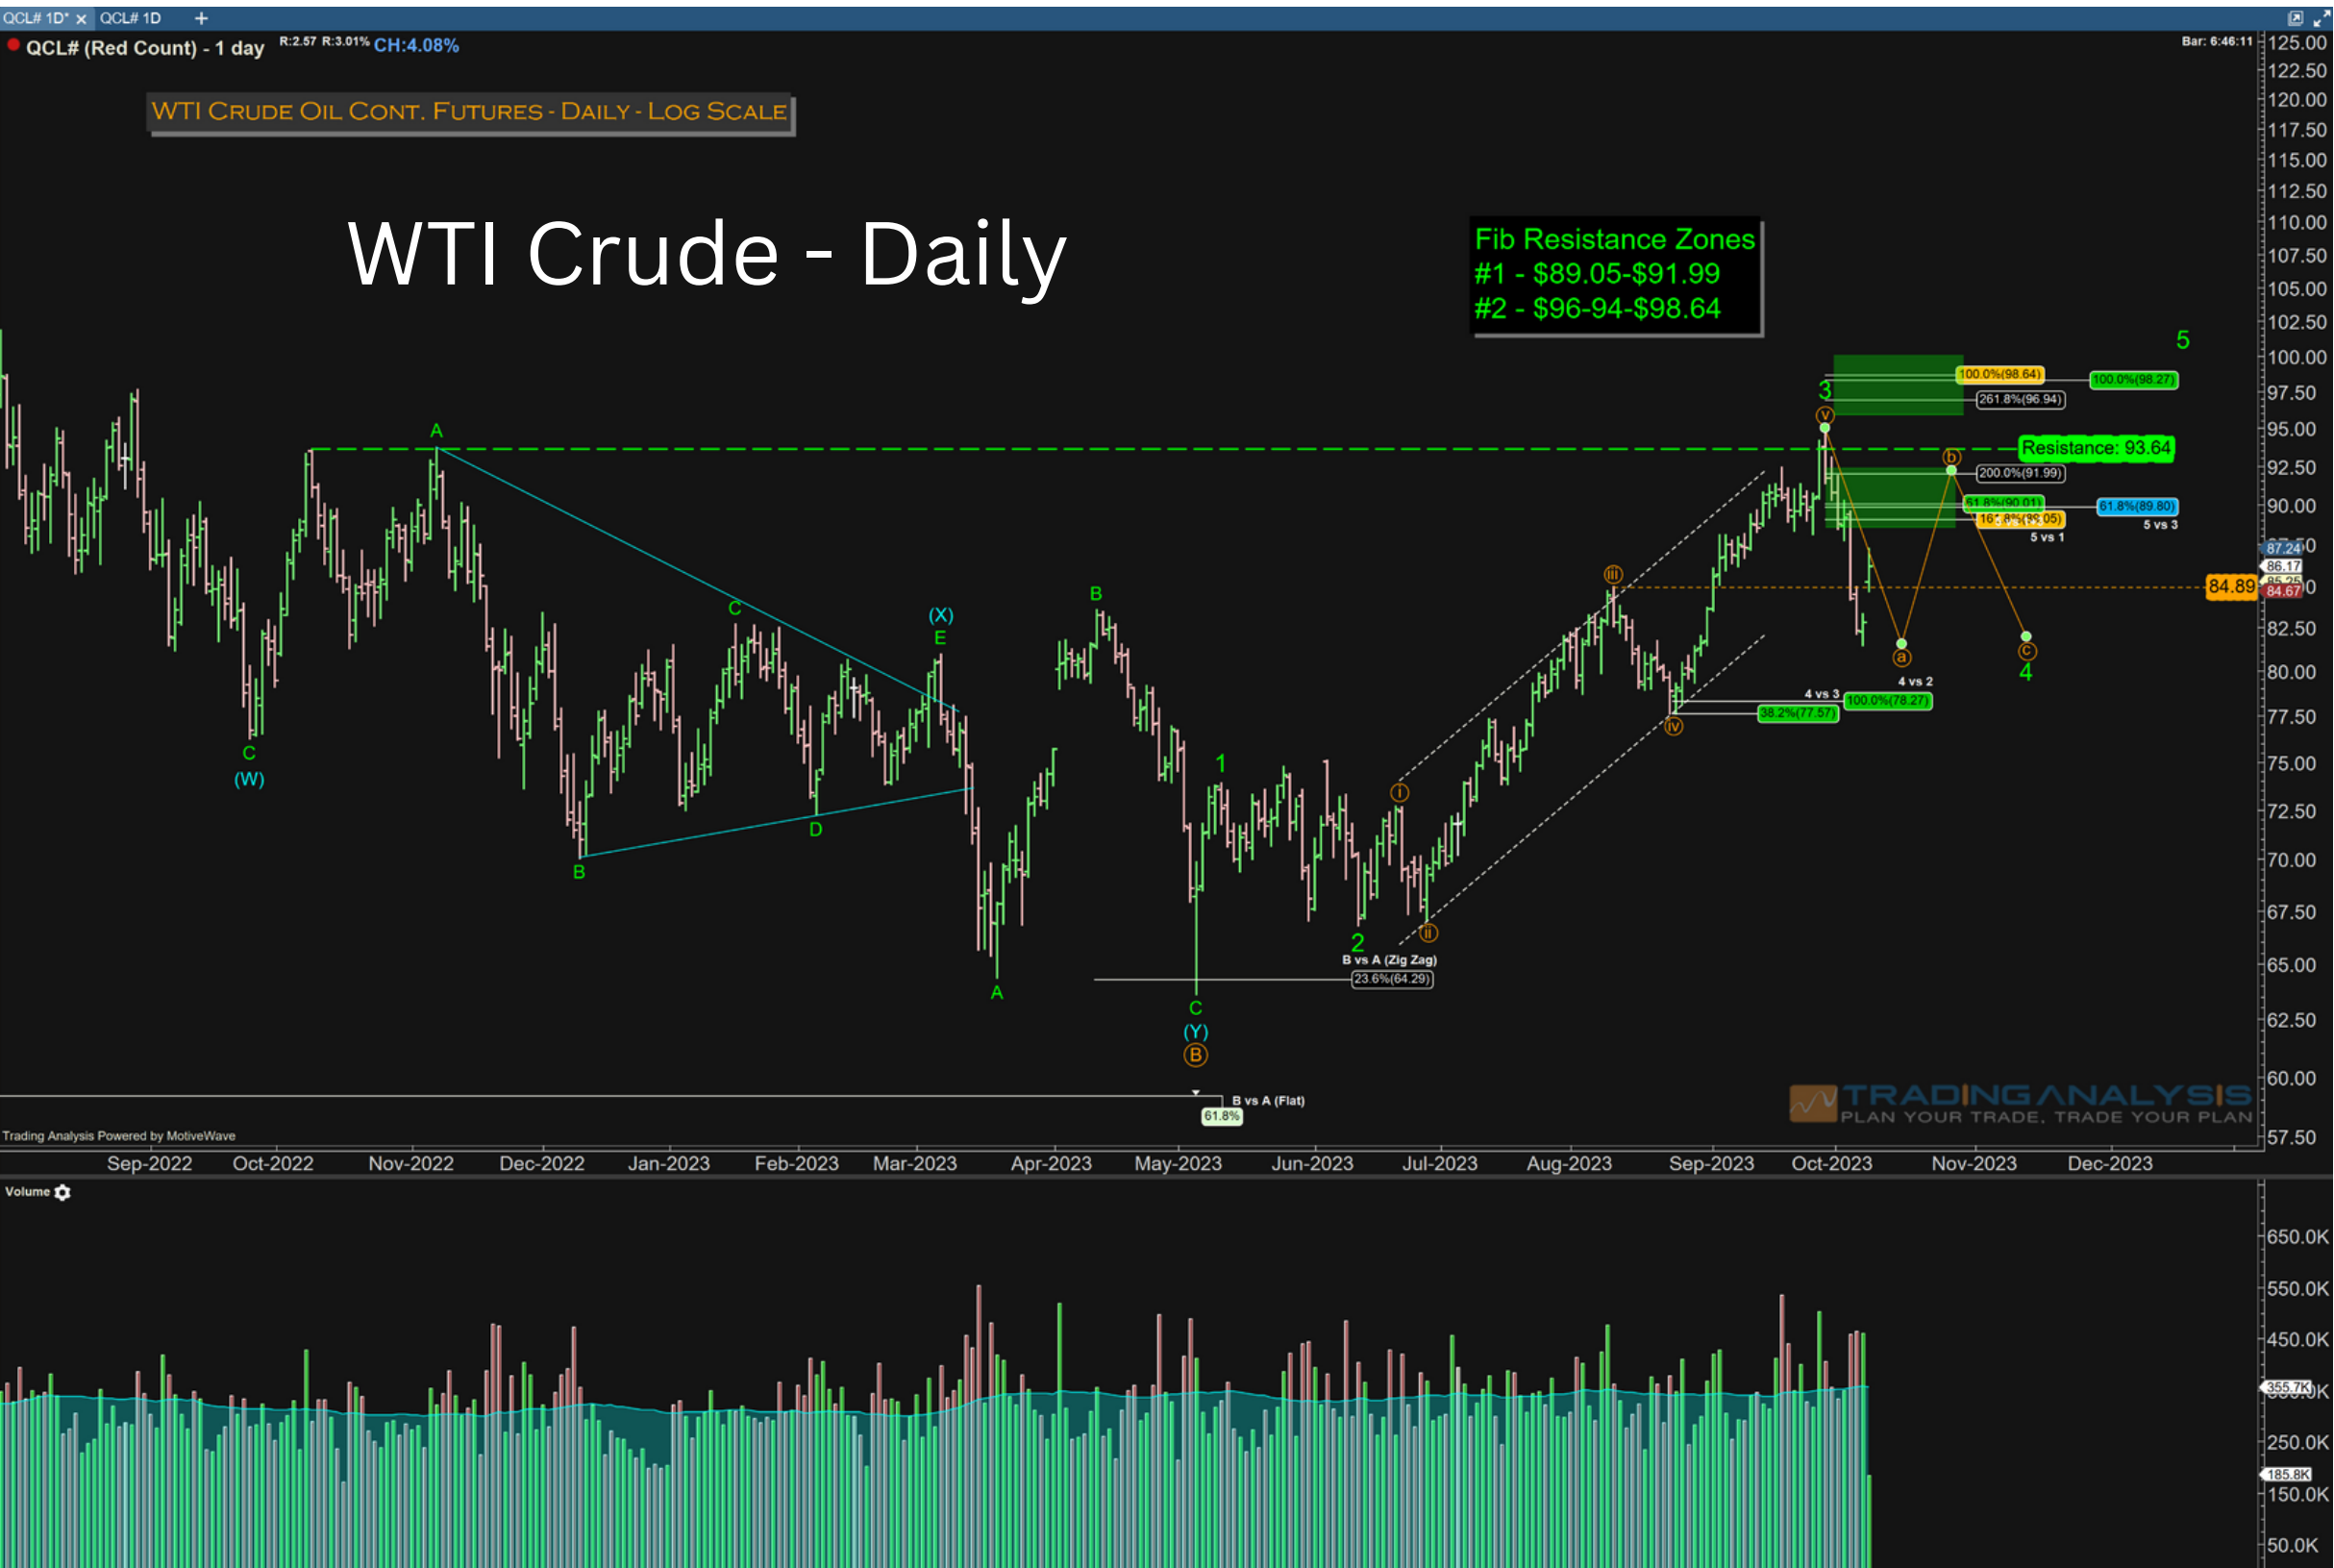 QCL# 1D* × QCL# 1D +
QCL# (Red Count) - 1 day R:2.57 R:3.01% CH:4.08%
Bar: 6:46:11
WTI Crude Oil Cont. Futures - Daily - Log Scale
WTI Crude - Daily
Fib Resistance Zones
#1 - $89.05-$91.99
#2 - $96-94-$98.64
125.00
122.50
120.00
117.50
115.00
112.50
110.00
107.50
105.00
102.50
100.00
97.50
95.00
92.50
90.00
87.24
86.17
84.89
84.67
82.50
80.00
77.50
75.00
72.50
70.00
67.50
65.00
62.50
60.00
57.50
5
100.0%(98.64)
100.0%(98.27)
261.8%(96.94)
3
v
Resistance: 93.64
b
200.0%(91.99)
61.8%(89.80)
5 vs 3
5 vs 1
a
c
4
4 vs 2
4 vs 3
100.0%(78.27)
38.2%(77.57)
A
C
(W)
B
C
D
(X)
E
A
B
1
C
(Y)
B
2
B vs A (Zig Zag)
23.6%(64.29)
i
ii
iii
iv
B vs A (Flat)
61.8%
TRADINGANALYSIS
PLAN YOUR TRADE, TRADE YOUR PLAN
Trading Analysis Powered by MotiveWave
Sep-2022 Oct-2022 Nov-2022 Dec-2022 Jan-2023 Feb-2023 Mar-2023 Apr-2023 May-2023 Jun-2023 Jul-2023 Aug-2023 Sep-2023 Oct-2023 Nov-2023 Dec-2023
Volume
650.0K
550.0K
450.0K
355.7K
250.0K
185.8K
150.0K
50.0K